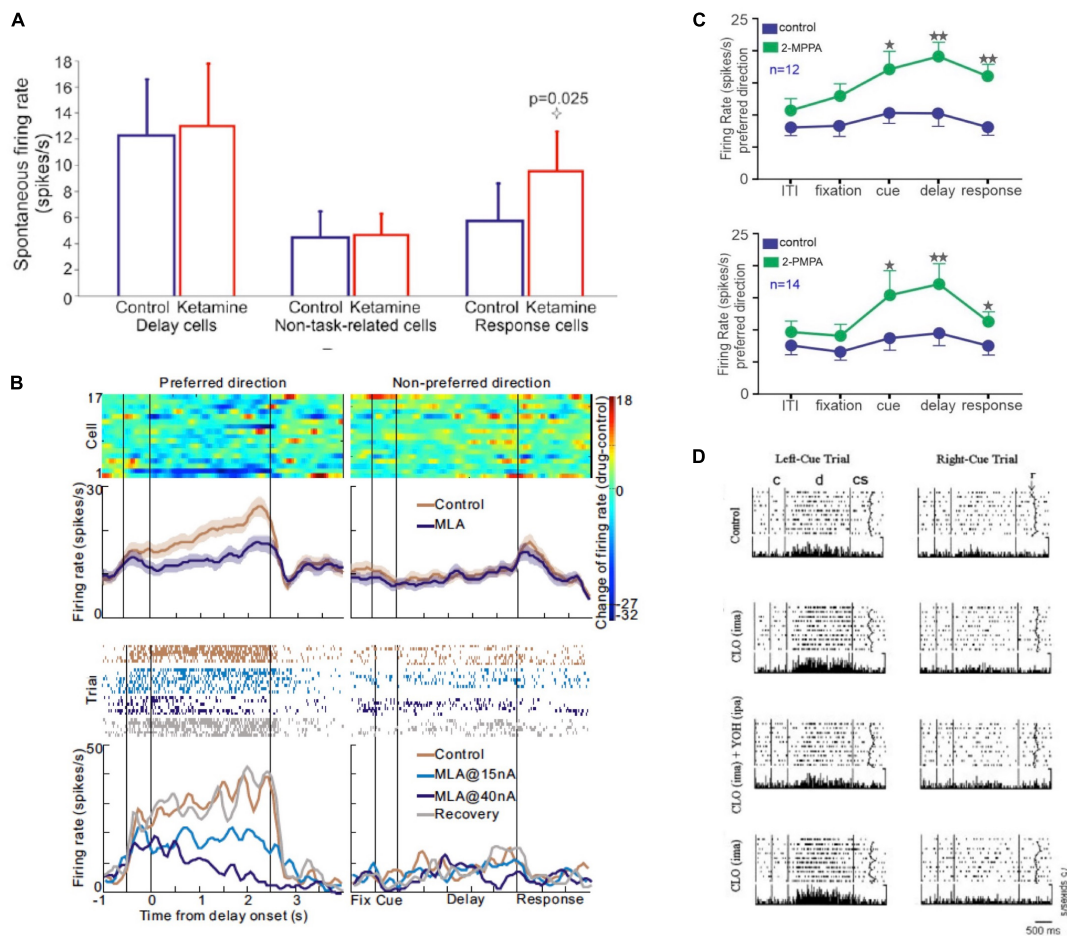 A
Spontaneous firing rate
(spikes/s)
18
16
14
12
10
8
6
4
2
0
p=0.025
Control Ketamine
Delay cells
Control Ketamine
Non-task-related cells
Control Ketamine
Response cells
B
Preferred direction
Non-preferred direction
17
Cell
1
18
0
-27
-32
Change of firing rate (drug-control)
30
Firing rate (spikes/s)
0
Control
MLA
Trial
50
Firing rate (spikes/s)
0
Control
MLA@15nA
MLA@40nA
Recovery
-1 0 1 2 3
Time from delay onset (s)
Fix Cue Delay Response
C
25
Firing Rate (spikes/s)
preferred direction
0
control
2-MPPA
n=12
ITI fixation cue delay response
25
Firing Rate (spikes/s)
preferred direction
0
control
2-PMPA
n=14
ITI fixation cue delay response
D
Left-Cue Trial
Right-Cue Trial
c d cs
r
Control
CLO (ima)
CLO (ima) + YOH (ipa)
CLO (ima)
500 ms